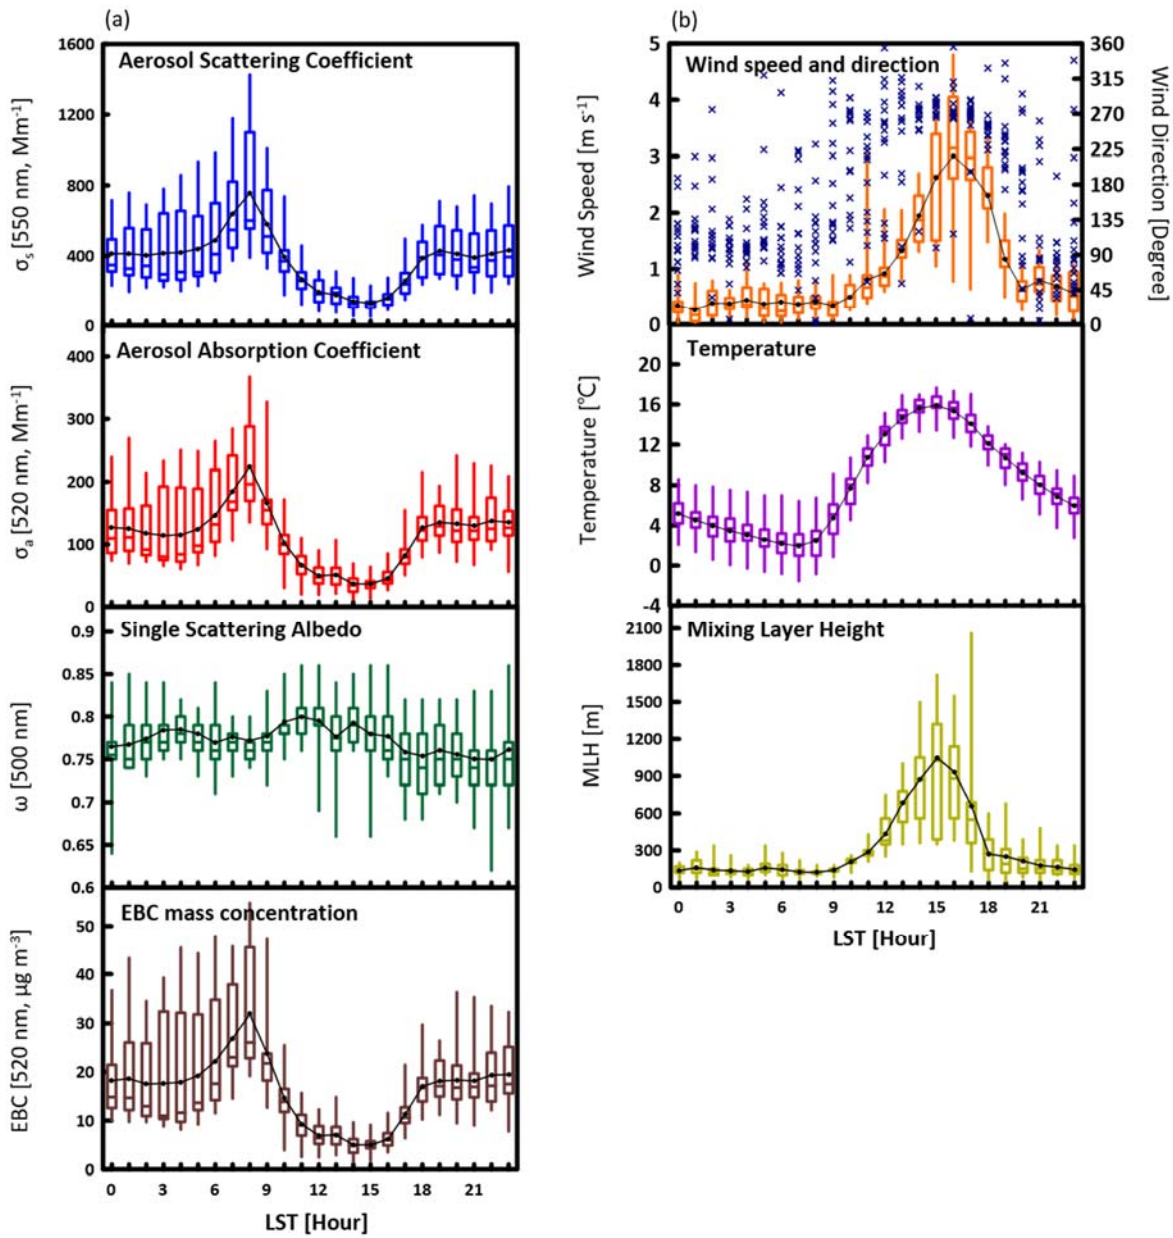 (a)
Aerosol Scattering Coefficient
σs [550 nm, Mm-1]
1600
1200
800
400
0
Aerosol Absorption Coefficient
σa [520 nm, Mm-1]
400
300
200
100
0
Single Scattering Albedo
ω [500 nm]
0.9
0.85
0.8
0.75
0.7
0.65
0.6
EBC mass concentration
EBC [520 nm, μg m-3]
50
40
30
20
10
0
0 3 6 9 12 15 18 21
LST [Hour]
(b)
Wind speed and direction
Wind Speed [m s-1]
5
4
3
2
1
0
360
315
270
225
180
135
90
45
0
Wind Direction [Degree]
Temperature
Temperature [℃]
20
16
12
8
4
0
-4
Mixing Layer Height
MLH [m]
2100
1800
1500
1200
900
600
300
0
0 3 6 9 12 15 18 21
LST [Hour]